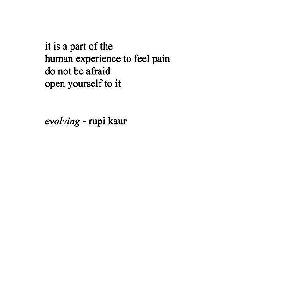 it is a part of the
human experience to feel pain
do not be afraid
open yourself to it
evolving - rupi kaur